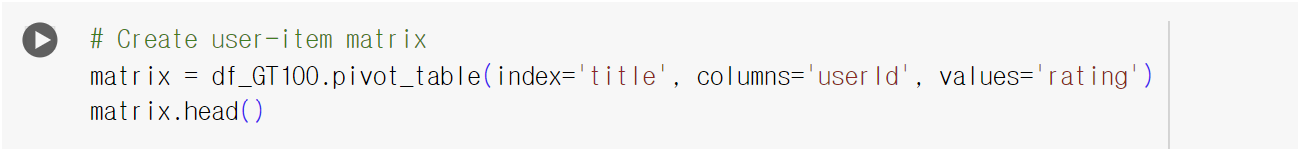 # Create user-item matrix
matrix = df_GT100.pivot_table(index='title', columns='userId', values='rating')
matrix.head()